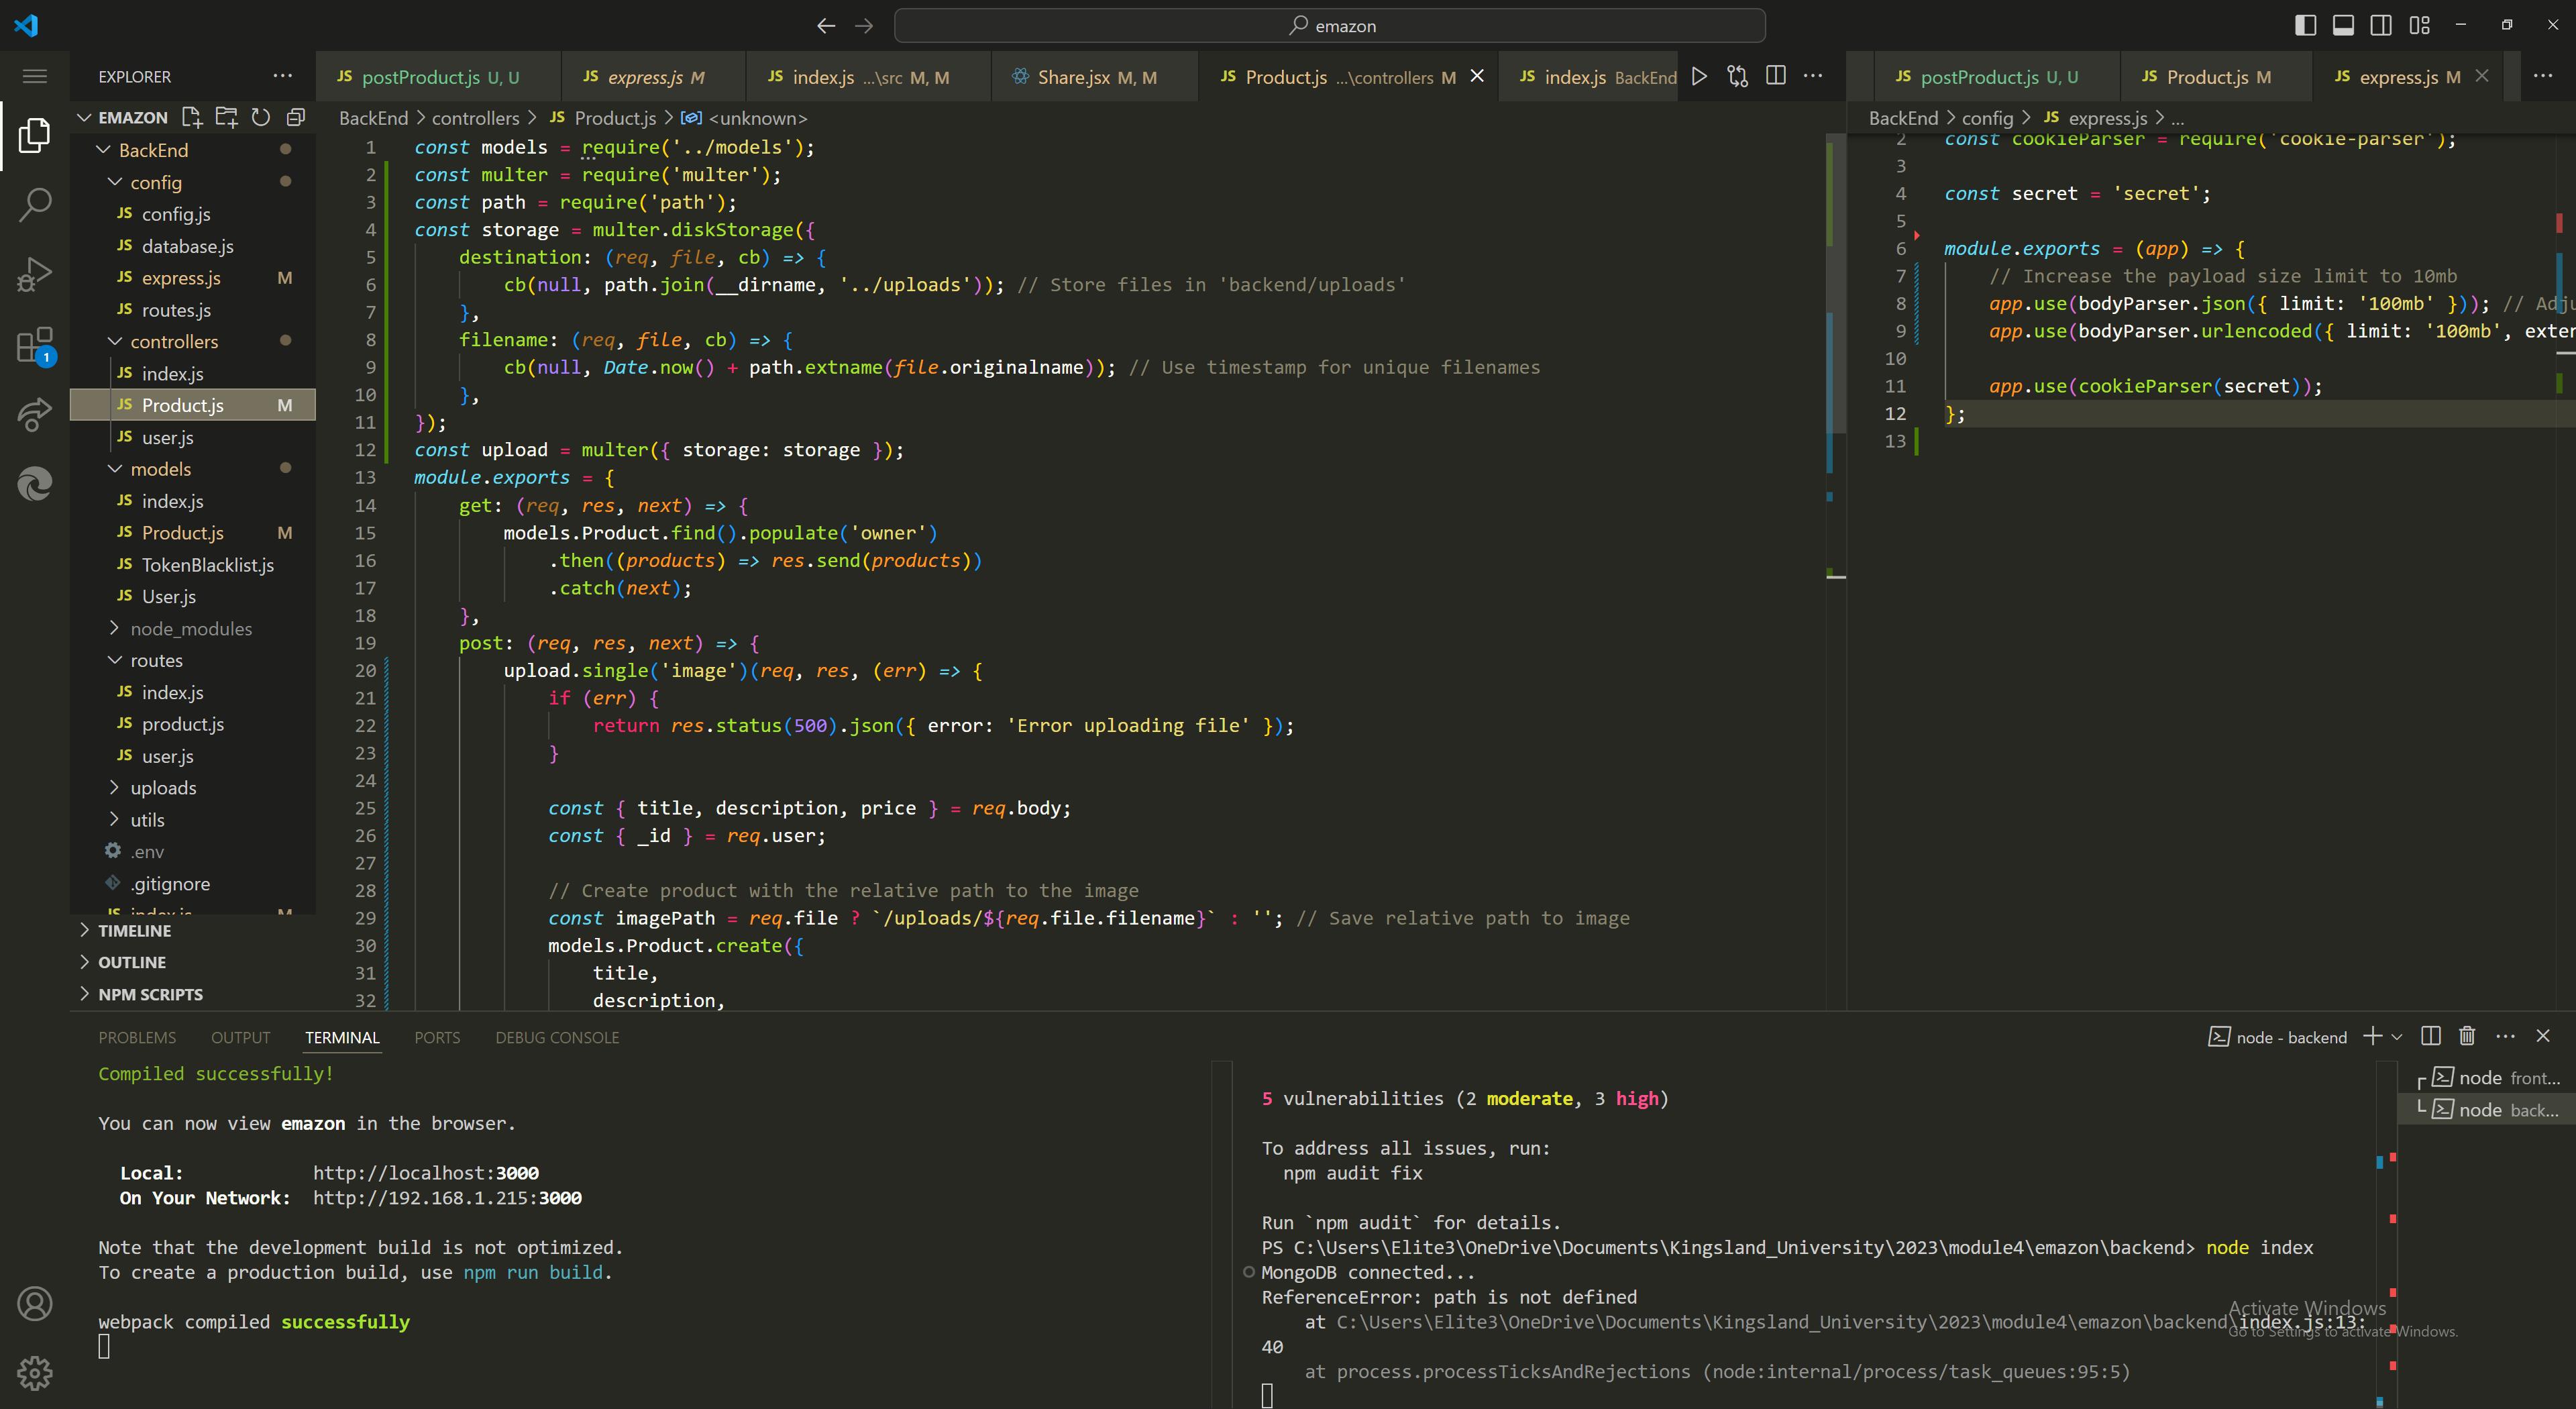 emazon
EXPLORER
EMAZON
BackEnd
config
JS config.js
JS database.js
JS express.js M
JS routes.js
controllers
JS index.js
JS Product.js M
JS user.js
models
JS index.js
JS Product.js M
JS TokenBlacklist.js
JS User.js
node_modules
routes
JS index.js
JS product.js
JS user.js
uploads
utils
.env
.gitignore
JS index.js M
TIMELINE
OUTLINE
NPM SCRIPTS
1
JS postProduct.js U, U
JS express.js M
JS index.js ...\src M, M
Share.jsx M, M
JS Product.js ...\controllers M
JS index.js BackEnd
BackEnd > controllers > JS Product.js > <unknown>
1 const models = require('../models');
2 const multer = require('multer');
3 const path = require('path');
4 const storage = multer.diskStorage({
5 destination: (req, file, cb) => {
6 cb(null, path.join(__dirname, '../uploads')); // Store files in 'backend/uploads'
7 },
8 filename: (req, file, cb) => {
9 cb(null, Date.now() + path.extname(file.originalname)); // Use timestamp for unique filenames
10 },
11 });
12 const upload = multer({ storage: storage });
13 module.exports = {
14 get: (req, res, next) => {
15 models.Product.find().populate('owner')
16 .then((products) => res.send(products))
17 .catch(next);
18 },
19 post: (req, res, next) => {
20 upload.single('image')(req, res, (err) => {
21 if (err) {
22 return res.status(500).json({ error: 'Error uploading file' });
23 }
24
25 const { title, description, price } = req.body;
26 const { _id } = req.user;
27
28 // Create product with the relative path to the image
29 const imagePath = req.file ? `/uploads/${req.file.filename}` : ''; // Save relative path to image
30 models.Product.create({
31 title,
32 description,
JS postProduct.js U, U
JS Product.js M
JS express.js M
BackEnd > config > JS express.js > ...
2 const cookieParser = require('cookie-parser');
3
4 const secret = 'secret';
5
6 module.exports = (app) => {
7 // Increase the payload size limit to 10mb
8 app.use(bodyParser.json({ limit: '100mb' })); // Adju
9 app.use(bodyParser.urlencoded({ limit: '100mb', exten
10
11 app.use(cookieParser(secret));
12 };
13
PROBLEMS OUTPUT TERMINAL PORTS DEBUG CONSOLE
node - backend
Compiled successfully!
You can now view emazon in the browser.
Local: http://localhost:3000
On Your Network: http://192.168.1.215:3000
Note that the development build is not optimized.
To create a production build, use npm run build.
webpack compiled successfully
5 vulnerabilities (2 moderate, 3 high)
To address all issues, run:
npm audit fix
Run `npm audit` for details.
PS C:\Users\Elite3\OneDrive\Documents\Kingsland_University\2023\module4\emazon\backend> node index
MongoDB connected...
ReferenceError: path is not defined
at C:\Users\Elite3\OneDrive\Documents\Kingsland_University\2023\module4\emazon\backend\index.js:13:
40
at process.processTicksAndRejections (node:internal/process/task_queues:95:5)
node front...
node back...
Activate Windows
Go to Settings to activate Windows.